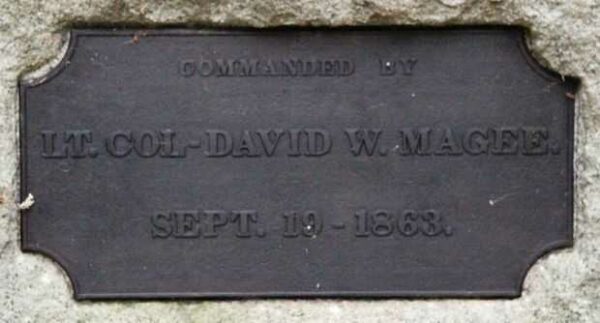 COMMANDED BY
LT. COL-DAVID W. MAGEE.
SEPT. 19-1863.